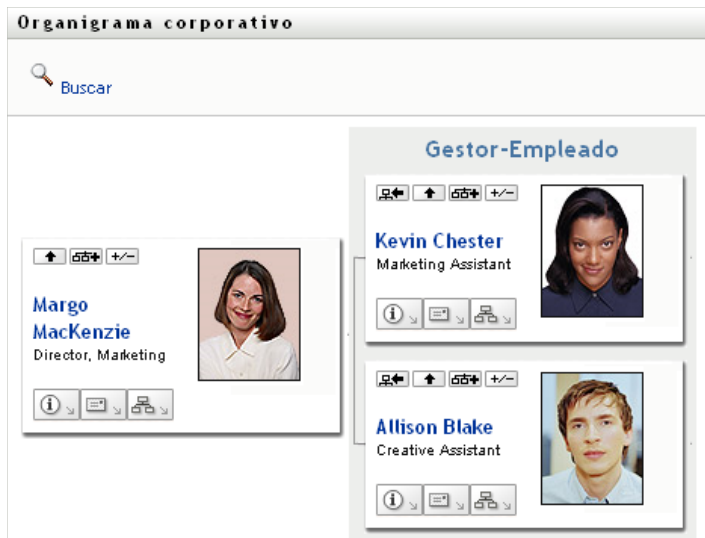 Organigrama corporativo
Buscar
Gestor-Empleado
Margo
MacKenzie
Director, Marketing
Kevin Chester
Marketing Assistant
Allison Blake
Creative Assistant